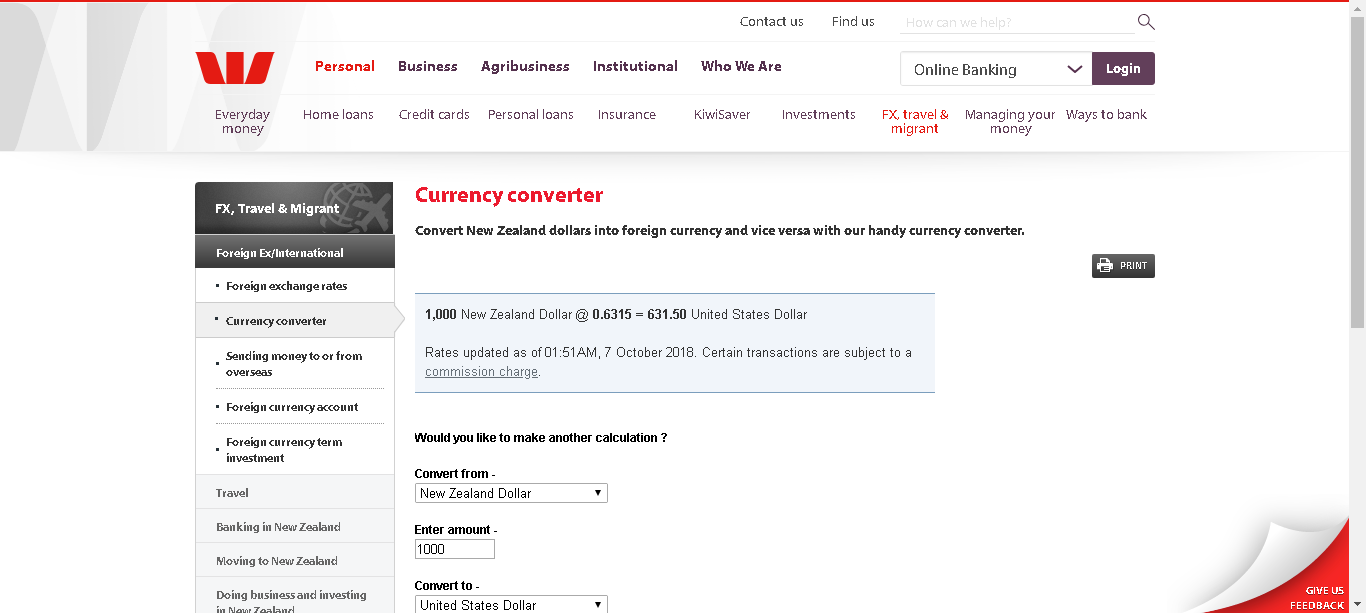 Contact us
Find us
How can we help?
Personal
Business
Agribusiness
Institutional
Who We Are
Online Banking
Login
Everyday
money
Home loans
Credit cards
Personal loans
Insurance
KiwiSaver
Investments
FX, travel &
migrant
Managing your
money
Ways to bank
FX, Travel & Migrant
Foreign Ex/International
Foreign exchange rates
Currency converter
Sending money to or from
overseas
Foreign currency account
Foreign currency term
investment
Travel
Banking in New Zealand
Moving to New Zealand
Doing business and investing
in New Zealand
Currency converter
Convert New Zealand dollars into foreign currency and vice versa with our handy currency converter.
PRINT
1,000 New Zealand Dollar @ 0.6315 = 631.50 United States Dollar
Rates updated as of 01:51AM, 7 October 2018. Certain transactions are subject to a
commission charge.
Would you like to make another calculation ?
Convert from -
New Zealand Dollar
Enter amount -
1000
Convert to -
United States Dollar
GIVE US
FEEDBACK